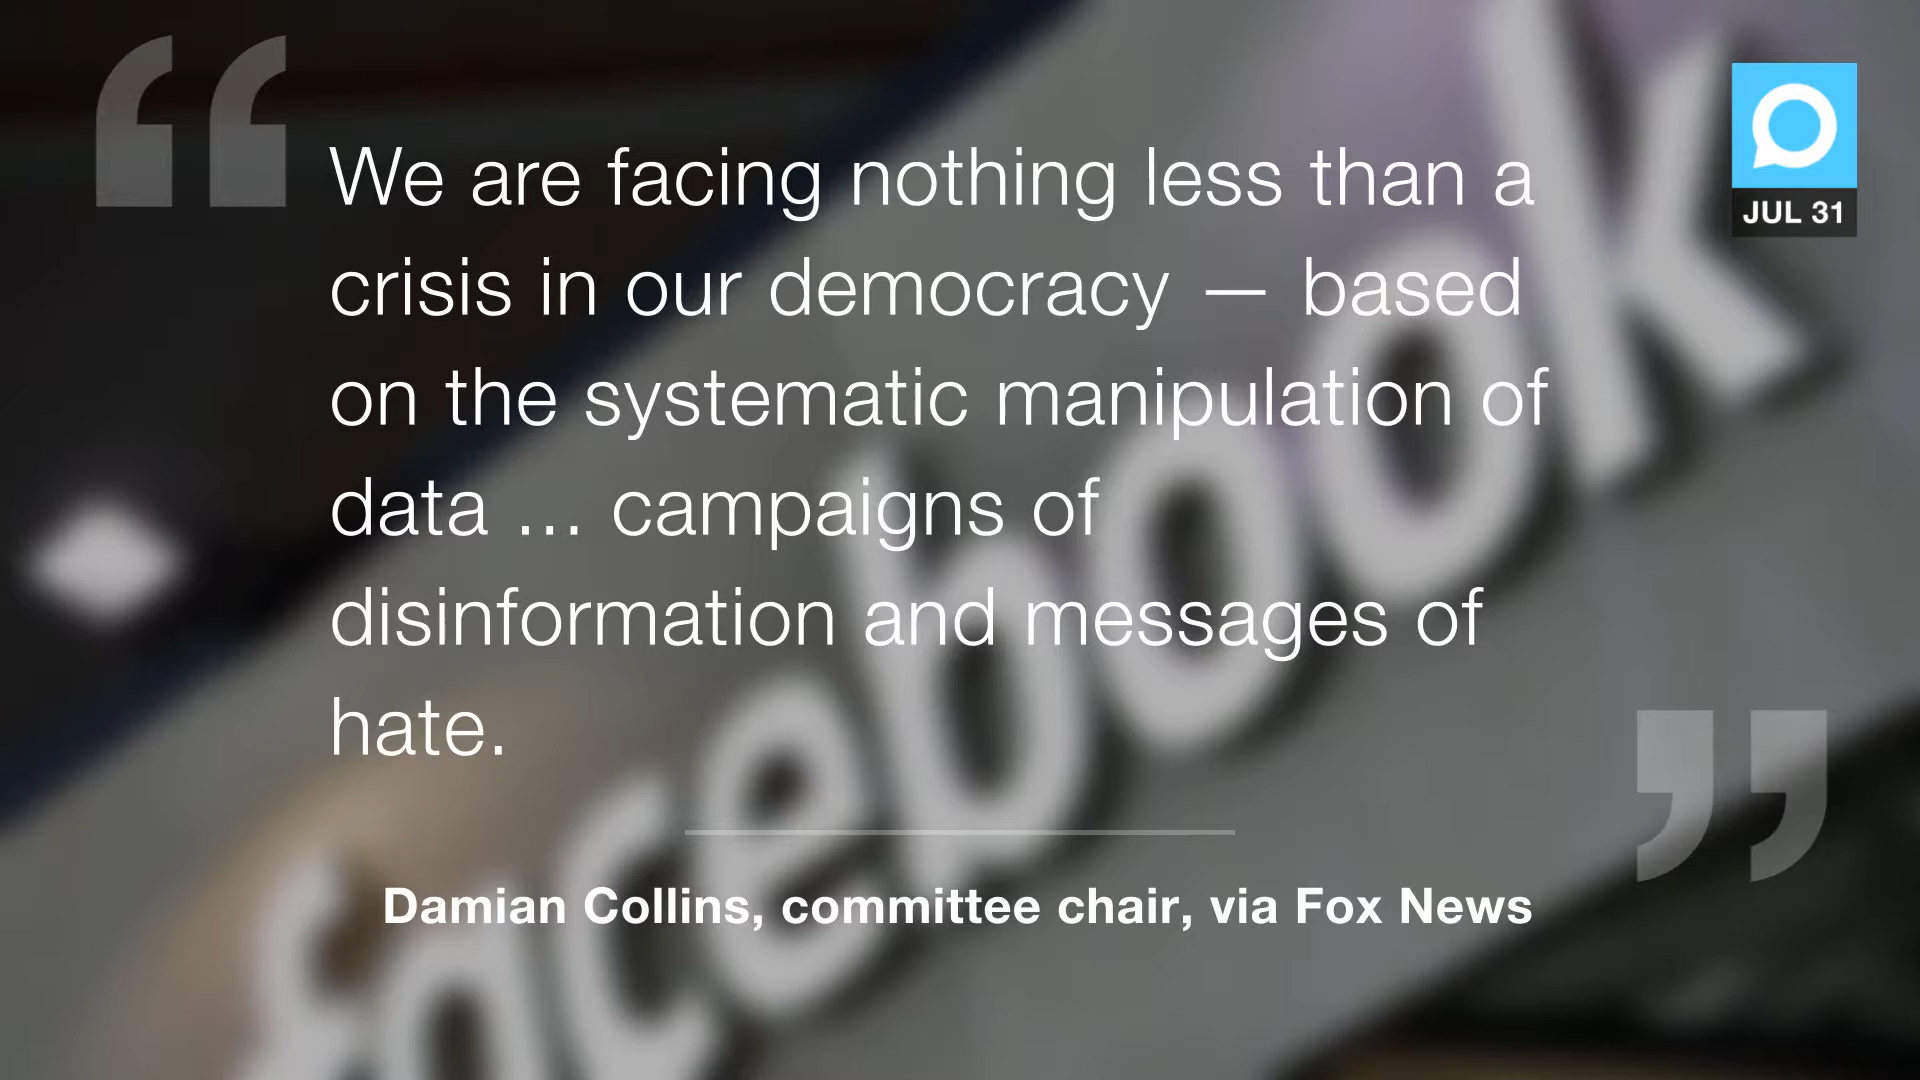 JUL 31
We are facing nothing less than a
crisis in our democracy — based
on the systematic manipulation of
data ... campaigns of
disinformation and messages of
hate.
Damian Collins, committee chair, via Fox News
facebook